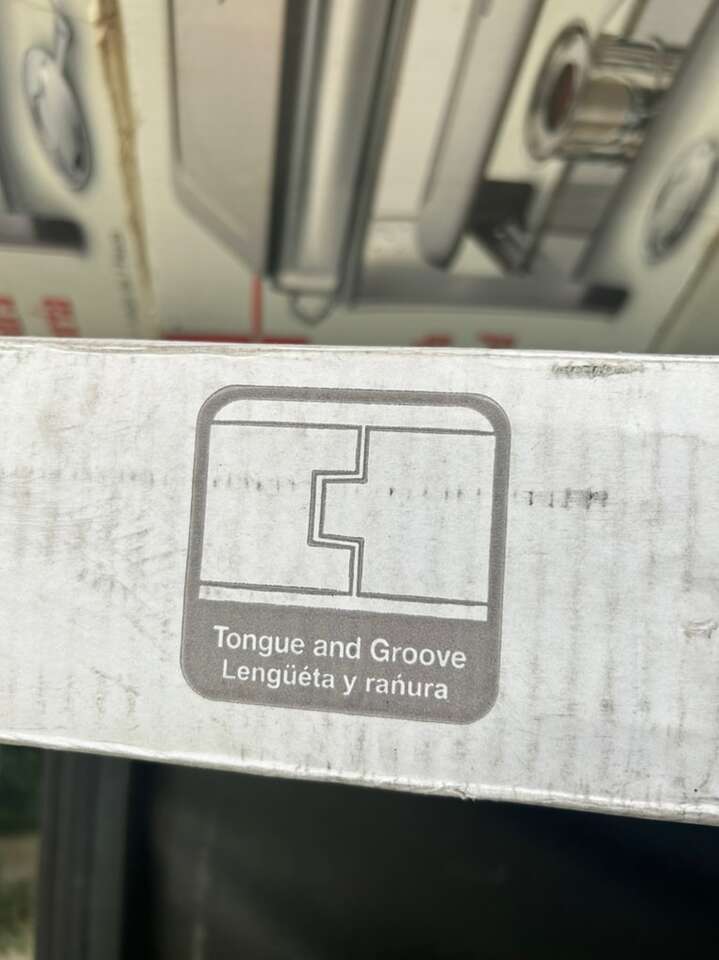 Tongue and Groove
Lengüéta y rańura